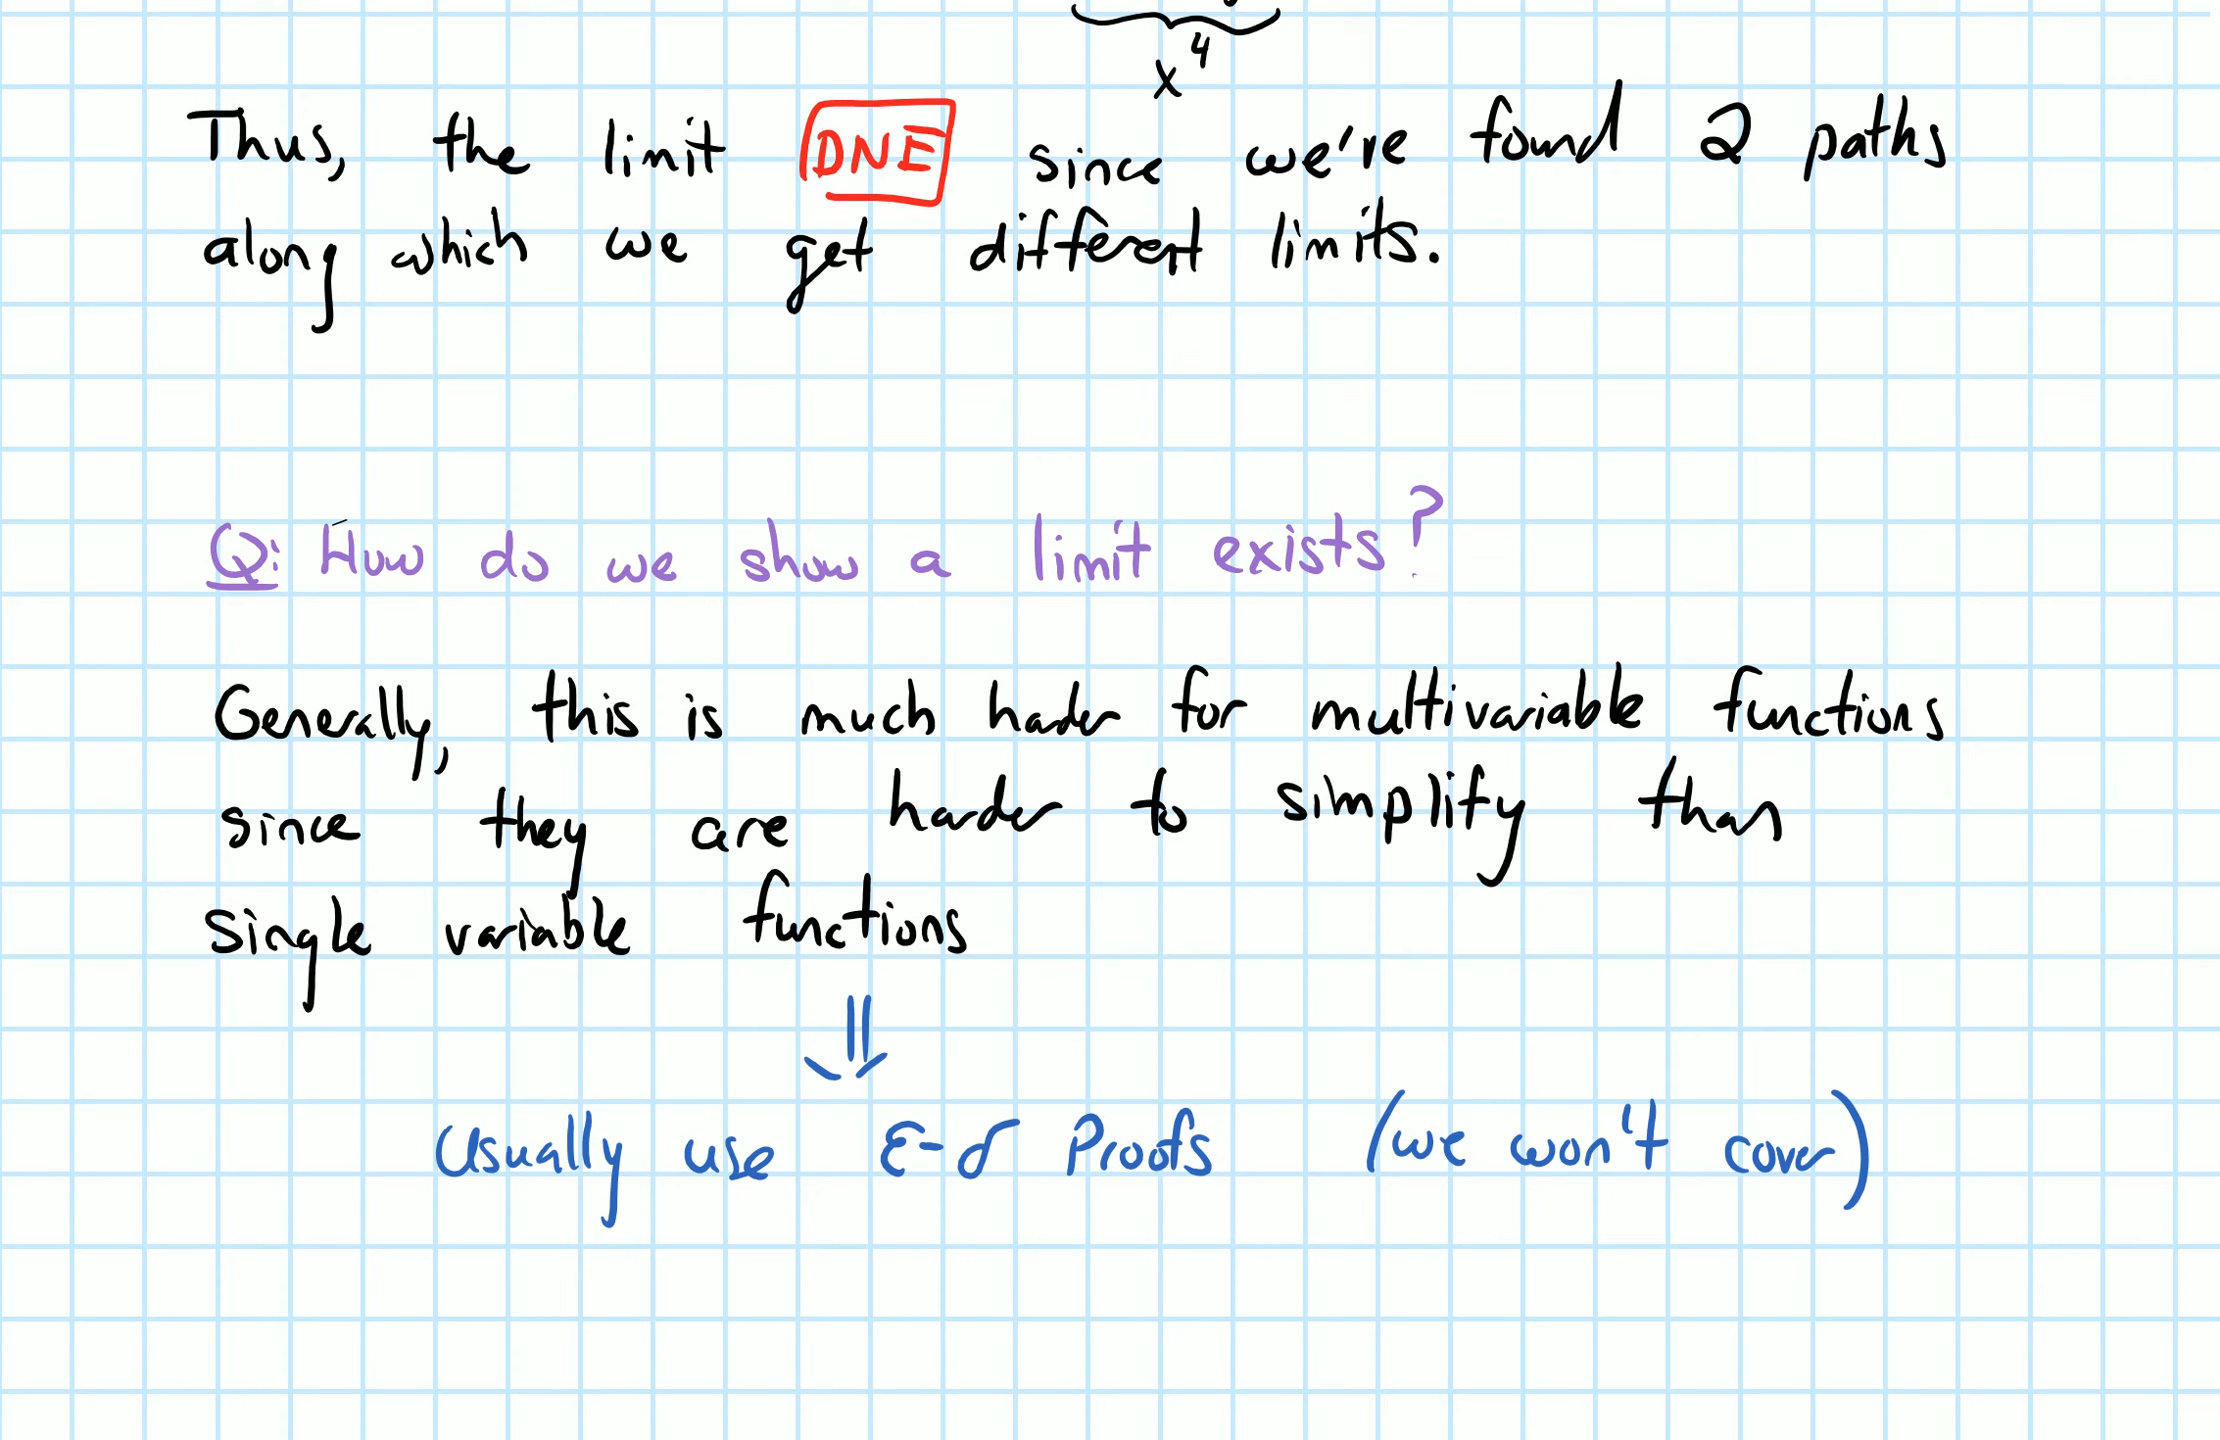 x⁴
Thus, the limit DNE since we're found 2 paths
along which we get different limits.
Q: How do we show a limit exists?
Generally, this is much harder for multivariable functions
since they are harder to simplify than
single variable functions
⇓
Usually use ε-δ Proofs (we won't cover)